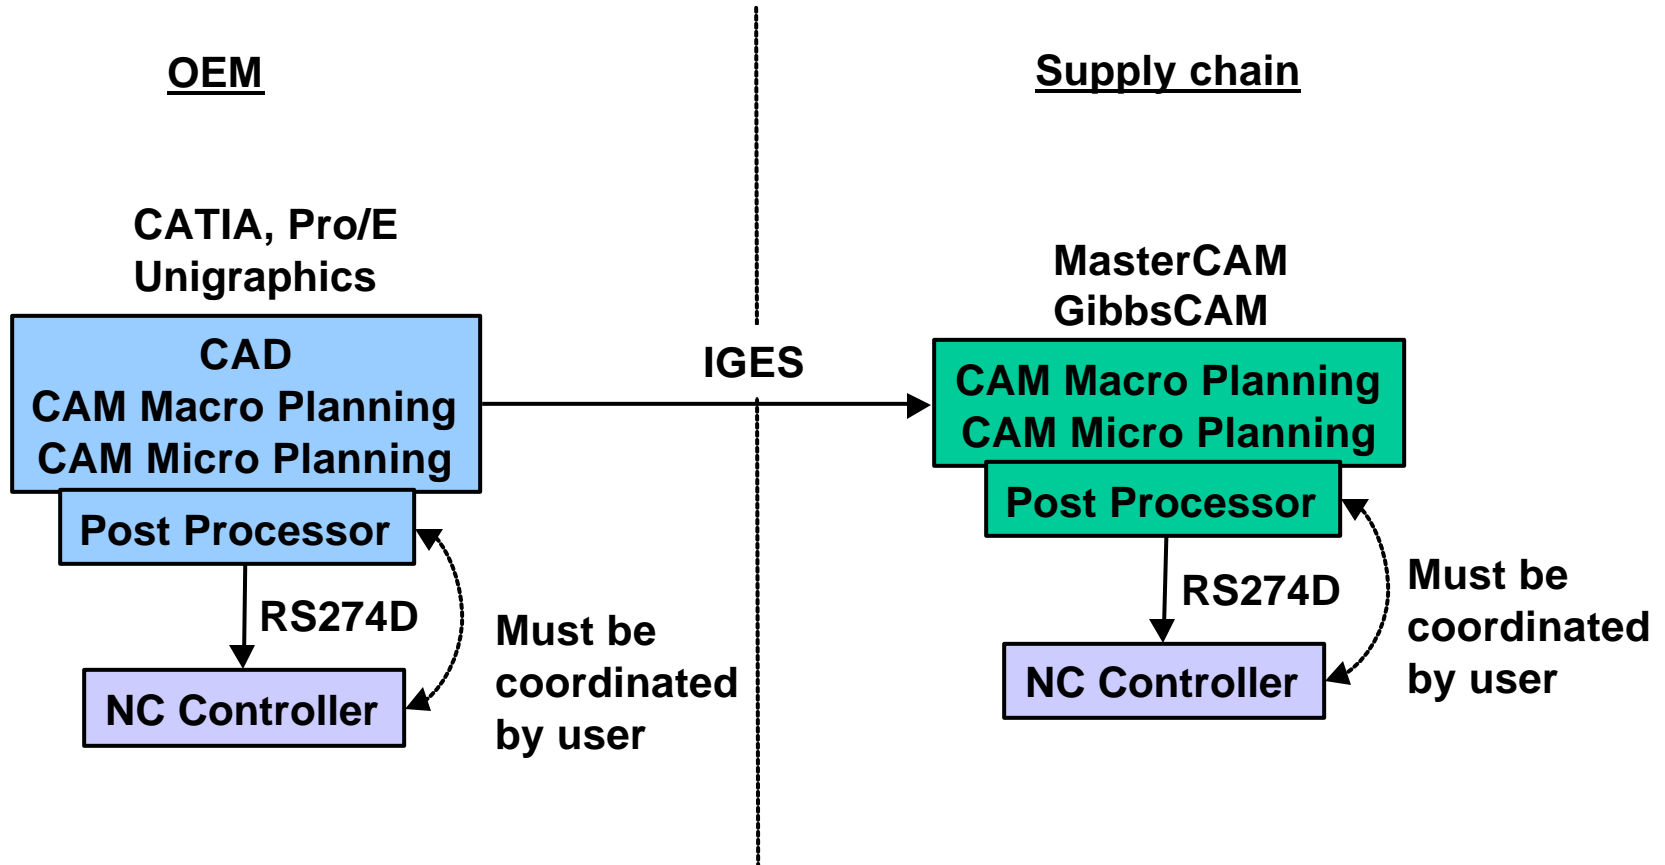 OEM
Supply chain
CATIA, Pro/E
Unigraphics
CAD
CAM Macro Planning
CAM Micro Planning
Post Processor
RS274D
NC Controller
Must be
coordinated
by user
IGES
MasterCAM
GibbsCAM
CAM Macro Planning
CAM Micro Planning
Post Processor
RS274D
NC Controller
Must be
coordinated
by user